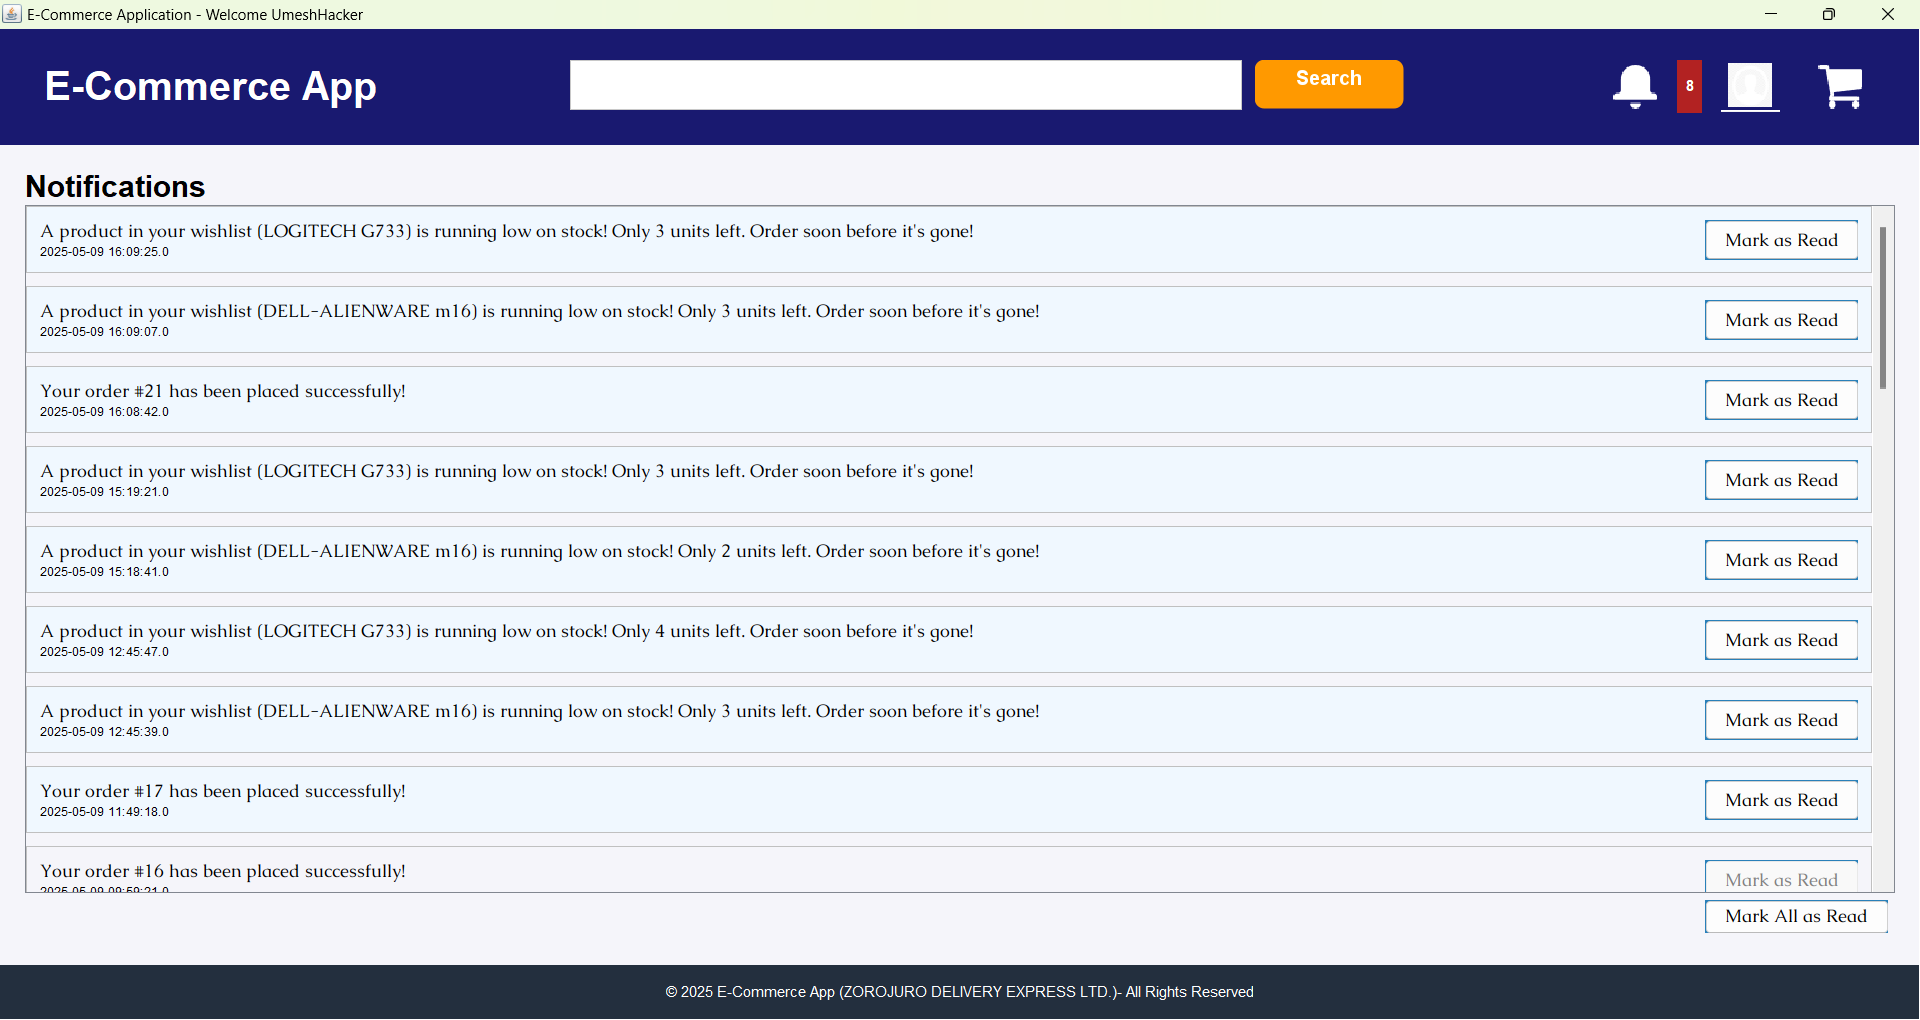 E-Commerce Application - Welcome UmeshHacker
E-Commerce App
Search
8
Notifications
A product in your wishlist (LOGITECH G733) is running low on stock! Only 3 units left. Order soon before it's gone!
2025-05-09 16:09:25.0
Mark as Read
A product in your wishlist (DELL-ALIENWARE m16) is running low on stock! Only 3 units left. Order soon before it's gone!
2025-05-09 16:09:07.0
Mark as Read
Your order #21 has been placed successfully!
2025-05-09 16:08:42.0
Mark as Read
A product in your wishlist (LOGITECH G733) is running low on stock! Only 3 units left. Order soon before it's gone!
2025-05-09 15:19:21.0
Mark as Read
A product in your wishlist (DELL-ALIENWARE m16) is running low on stock! Only 2 units left. Order soon before it's gone!
2025-05-09 15:18:41.0
Mark as Read
A product in your wishlist (LOGITECH G733) is running low on stock! Only 4 units left. Order soon before it's gone!
2025-05-09 12:45:47.0
Mark as Read
A product in your wishlist (DELL-ALIENWARE m16) is running low on stock! Only 3 units left. Order soon before it's gone!
2025-05-09 12:45:39.0
Mark as Read
Your order #17 has been placed successfully!
2025-05-09 11:49:18.0
Mark as Read
Your order #16 has been placed successfully!
2025-05-09 09:59:21.0
Mark as Read
Mark All as Read
© 2025 E-Commerce App (ZOROJURO DELIVERY EXPRESS LTD.)- All Rights Reserved